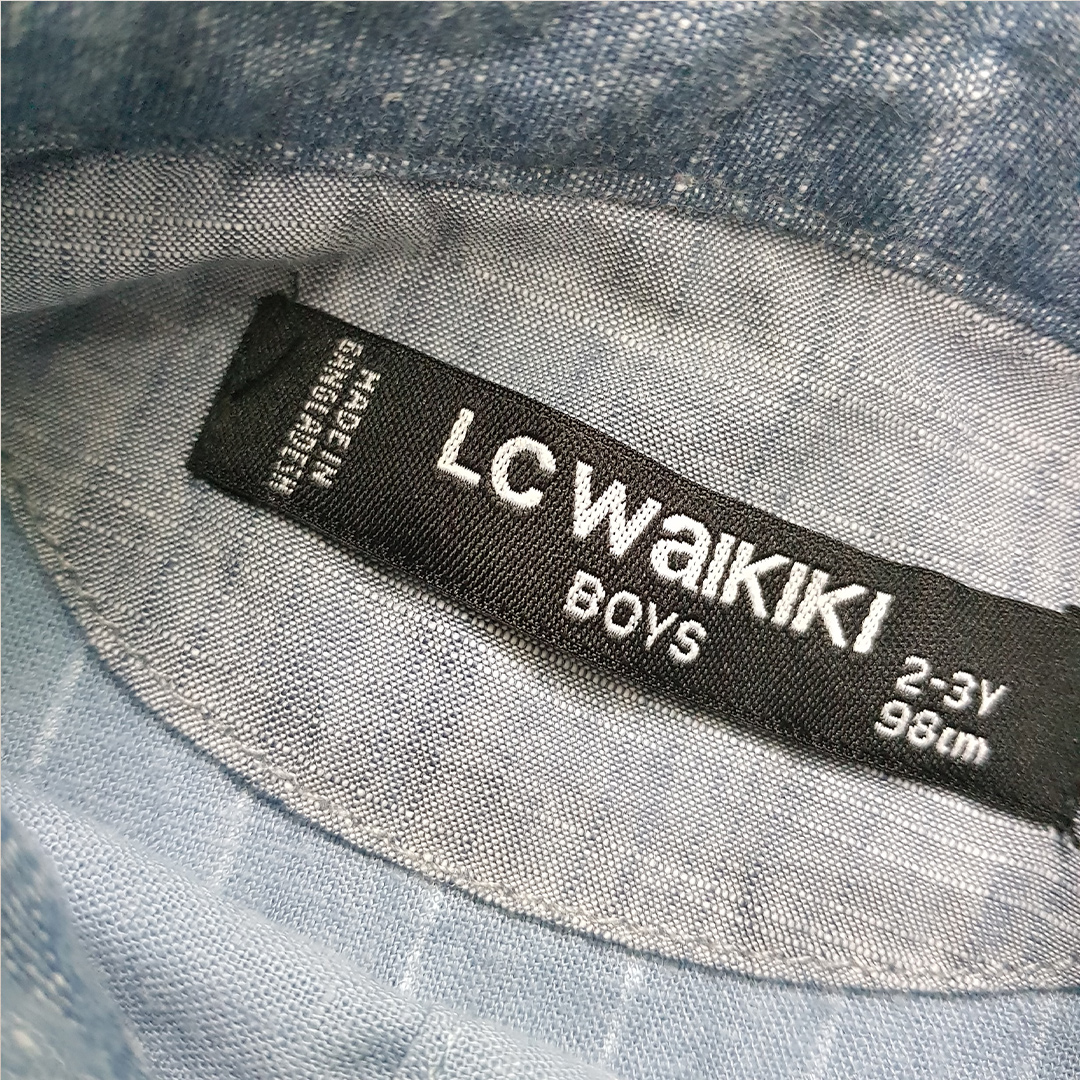 MADE IN
BANGLADESH
LC WAIKIKI
BOYS
2-3Y
98cm